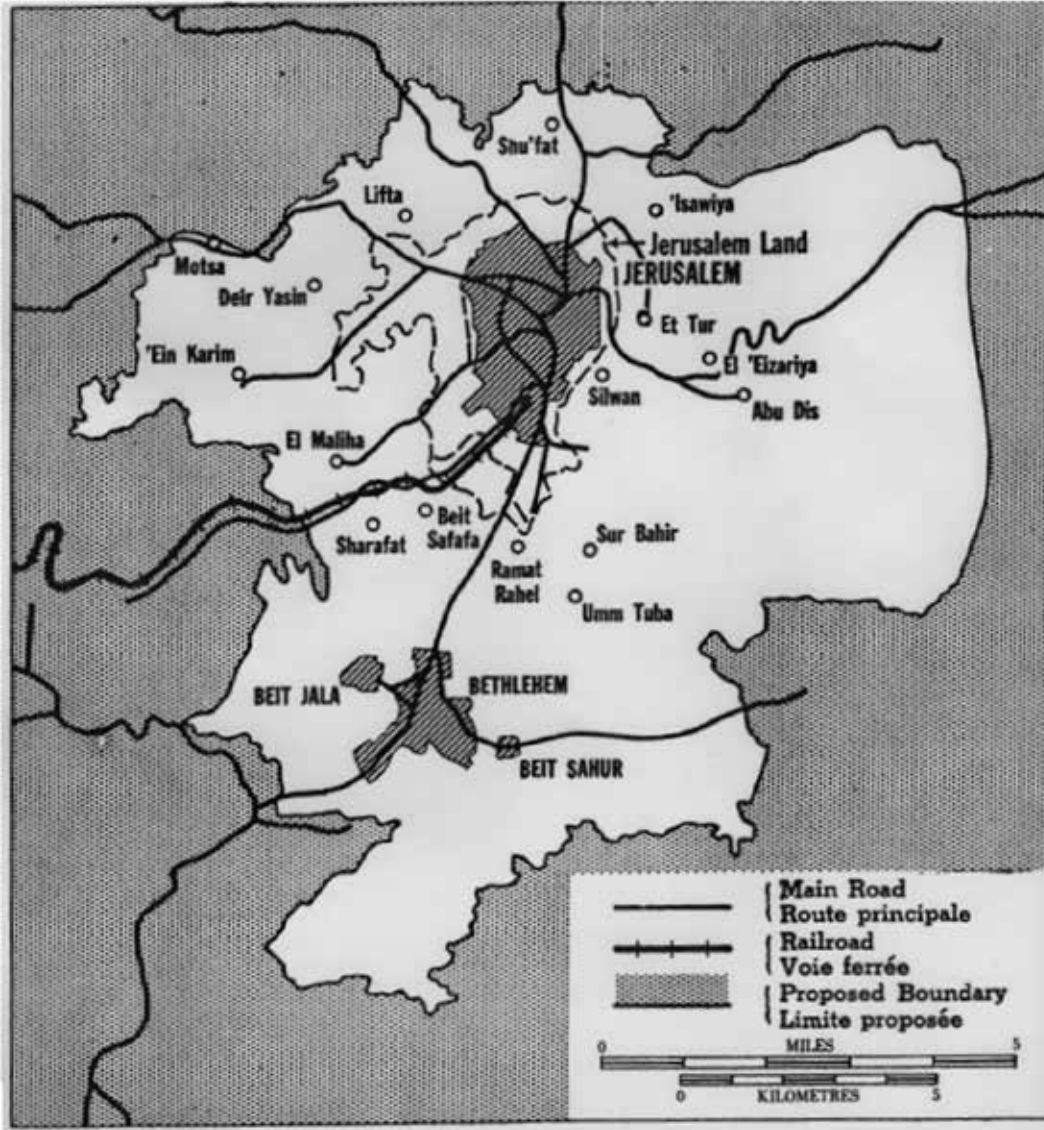 Shu'fat
Lifta
'Isawiya
Jerusalem Land
JERUSALEM
Motsa
Deir Yasin
Et Tur
'Ein Karim
El 'Eizariya
Silwan
Abu Dis
El Maliha
Beit
Safafa
Sharafat
Sur Bahir
Ramat
Rahel
Umm Tuba
BEIT JALA
BETHLEHEM
BEIT SAHUR
Main Road
Route principale
Railroad
Voie ferrée
Proposed Boundary
Limite proposée
0 MILES 5
0 KILOMETRES 5